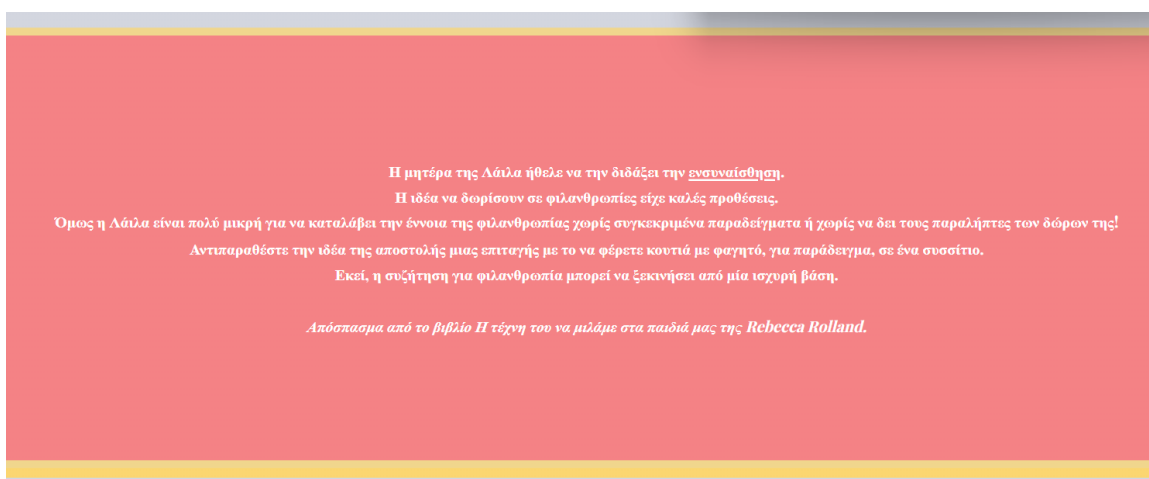 Η μητέρα της Λάιλα ήθελε να την διδάξει την ενσυναίσθηση.
Η ιδέα να δωρίσουν σε φιλανθρωπίες είχε καλές προθέσεις.
Όμως η Λάιλα είναι πολύ μικρή για να καταλάβει την έννοια της φιλανθρωπίας χωρίς συγκεκριμένα παραδείγματα ή χωρίς να δει τους παραλήπτες των δώρων της!
Αντιπαραθέστε την ιδέα της αποστολής μιας επιταγής με το να φέρετε κουτιά με φαγητό, για παράδειγμα, σε ένα συσσίτιο.
Εκεί, η συζήτηση για φιλανθρωπία μπορεί να ξεκινήσει από μία ισχυρή βάση.
Απόσπασμα από το βιβλίο Η τέχνη του να μιλάμε στα παιδιά μας της Rebecca Rolland.